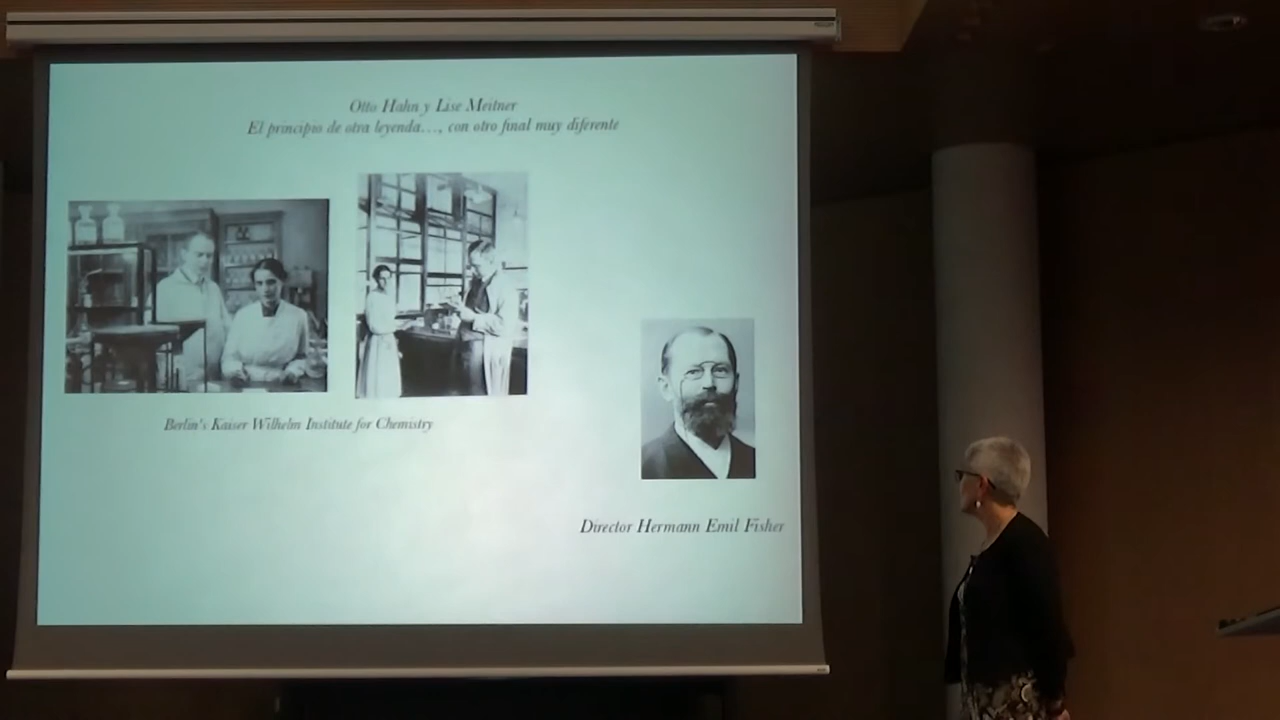 Otto Hahn y Lise Meitner
El principio de otra leyenda..., con otro final muy diferente
Berlin's Kaiser Wilhelm Institute for Chemistry
Director Hermann Emil Fisher